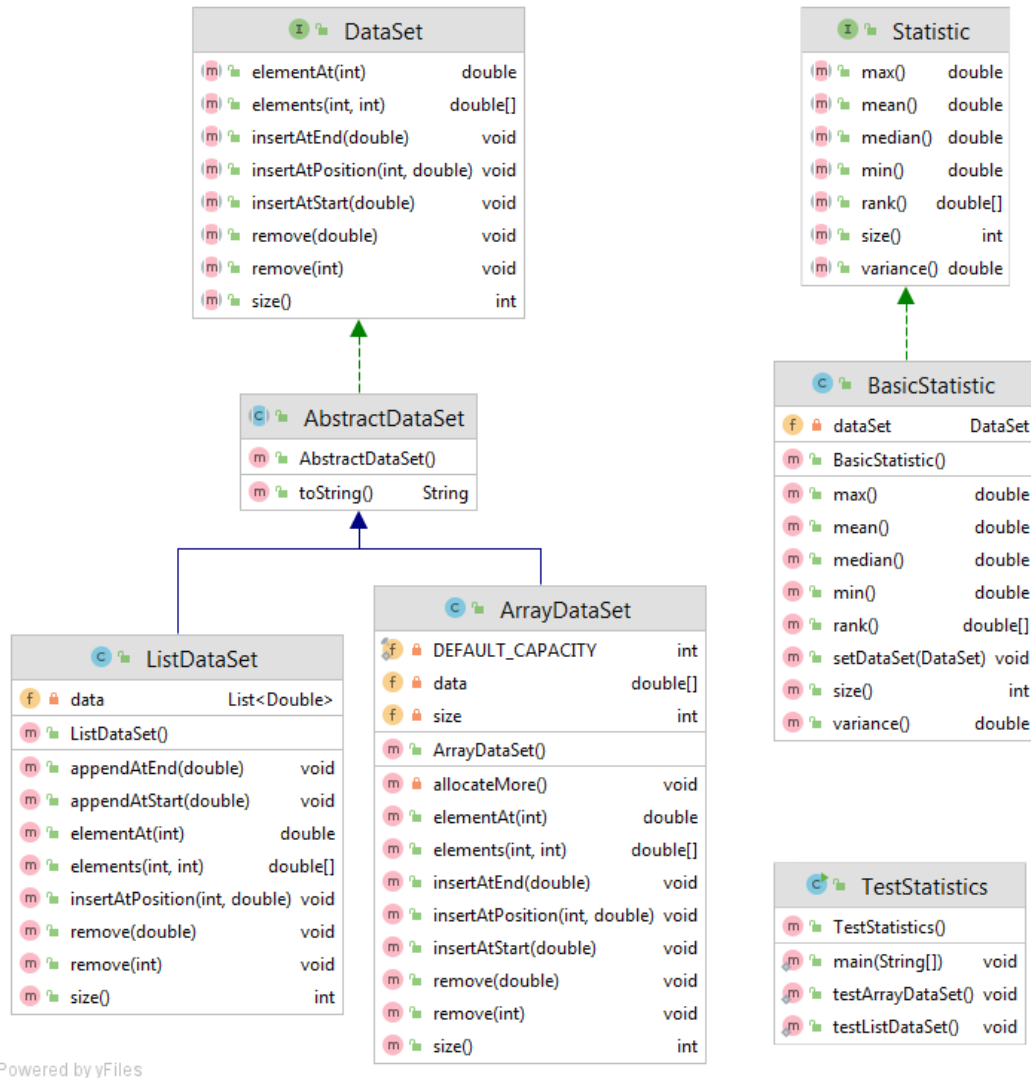 DataSet
elementAt(int) double
elements(int, int) double[]
insertAtEnd(double) void
insertAtPosition(int, double) void
insertAtStart(double) void
remove(double) void
remove(int) void
size() int
Statistic
max() double
mean() double
median() double
min() double
rank() double[]
size() int
variance() double
AbstractDataSet
AbstractDataSet()
toString() String
BasicStatistic
dataSet DataSet
BasicStatistic()
max() double
mean() double
median() double
min() double
rank() double[]
setDataSet(DataSet) void
size() int
variance() double
ListDataSet
data List<Double>
ListDataSet()
appendAtEnd(double) void
appendAtStart(double) void
elementAt(int) double
elements(int, int) double[]
insertAtPosition(int, double) void
remove(double) void
remove(int) void
size() int
ArrayDataSet
DEFAULT_CAPACITY int
data double[]
size int
ArrayDataSet()
allocateMore() void
elementAt(int) double
elements(int, int) double[]
insertAtEnd(double) void
insertAtPosition(int, double) void
insertAtStart(double) void
remove(double) void
remove(int) void
size() int
TestStatistics
TestStatistics()
main(String[]) void
testArrayDataSet() void
testListDataSet() void
Powered by yFiles